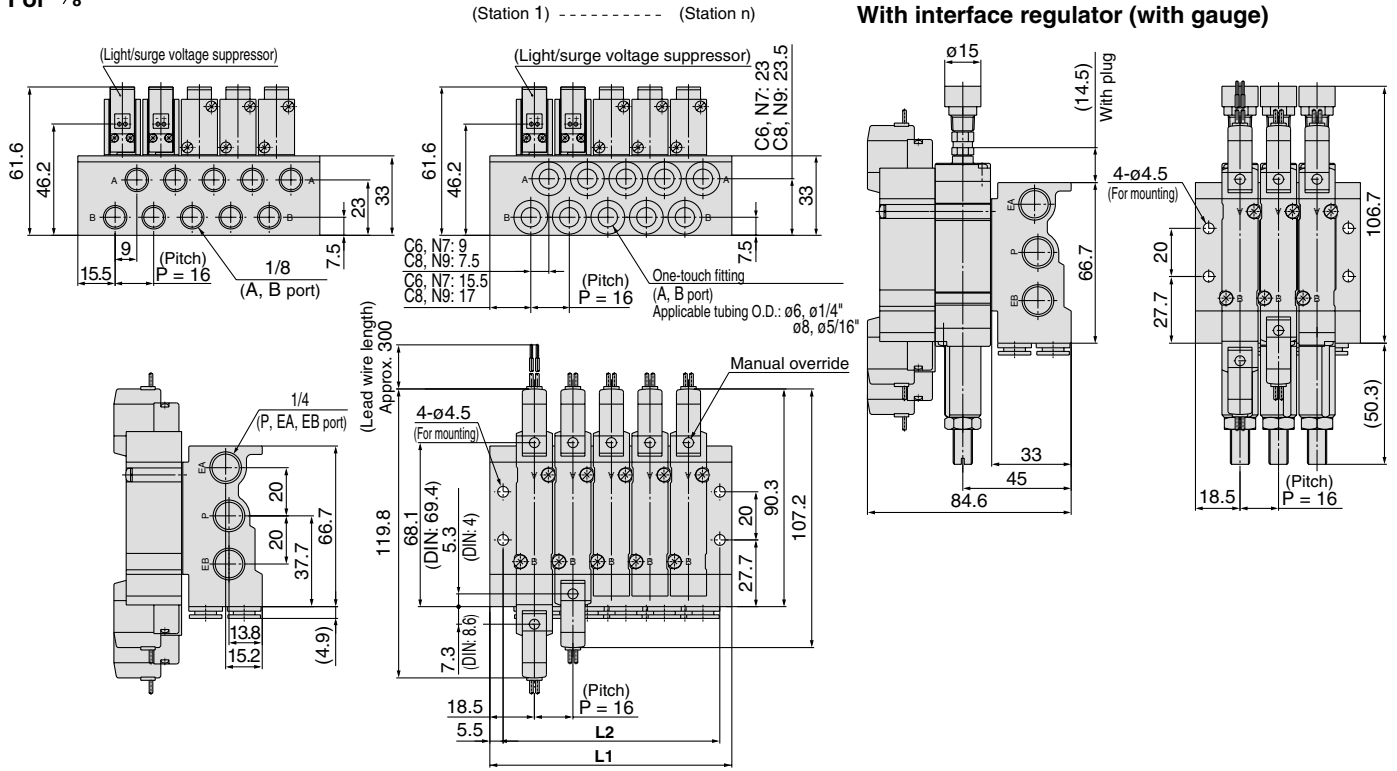 (Station 1) ---------- (Station n)
With interface regulator (with gauge)
(Light/surge voltage suppressor)
61.6
46.2
A
A
B
B
23
33
7.5
9
15.5
(Pitch)
P = 16
1/8
(A, B port)
(Light/surge voltage suppressor)
C6, N7: 23
C8, N9: 23.5
61.6
46.2
A
A
B
B
33
7.5
C6, N7: 9
C8, N9: 7.5
C6, N7: 15.5
C8, N9: 17
(Pitch)
P = 16
One-touch fitting
(A, B port)
Applicable tubing O.D.: ø6, ø1/4"
ø8, ø5/16"
ø15
(14.5)
With plug
EA
P
EB
66.7
33
45
84.6
4-ø4.5
(For mounting)
20
27.7
A
A
B
B
B
106.7
(50.3)
18.5
(Pitch)
P = 16
1/4
(P, EA, EB port)
EA
P
EB
20
20
37.7
66.7
13.8
15.2
(4.9)
(Lead wire length)
Approx. 300
Manual override
4-ø4.5
(For mounting)
119.8
68.1
(DIN: 69.4)
5.3
(DIN: 4)
7.3
(DIN: 8.6)
A
A
A
A
B
B
B
B
B
20
27.7
90.3
107.2
18.5
(Pitch)
P = 16
5.5
L2
L1